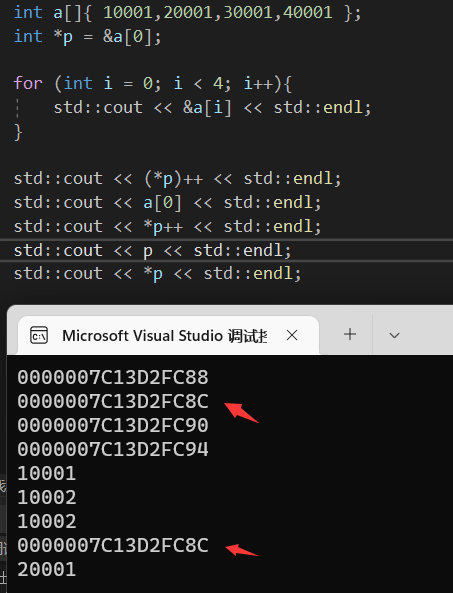 int a[]{ 10001,20001,30001,40001 };
int *p = &a[0];
for (int i = 0; i < 4; i++){
std::cout << &a[i] << std::endl;
}
std::cout << (*p)++ << std::endl;
std::cout << a[0] << std::endl;
std::cout << *p++ << std::endl;
std::cout << p << std::endl;
std::cout << *p << std::endl;
Microsoft Visual Studio 调试
0000007C13D2FC88
0000007C13D2FC8C
0000007C13D2FC90
0000007C13D2FC94
10001
10002
10002
0000007C13D2FC8C
20001